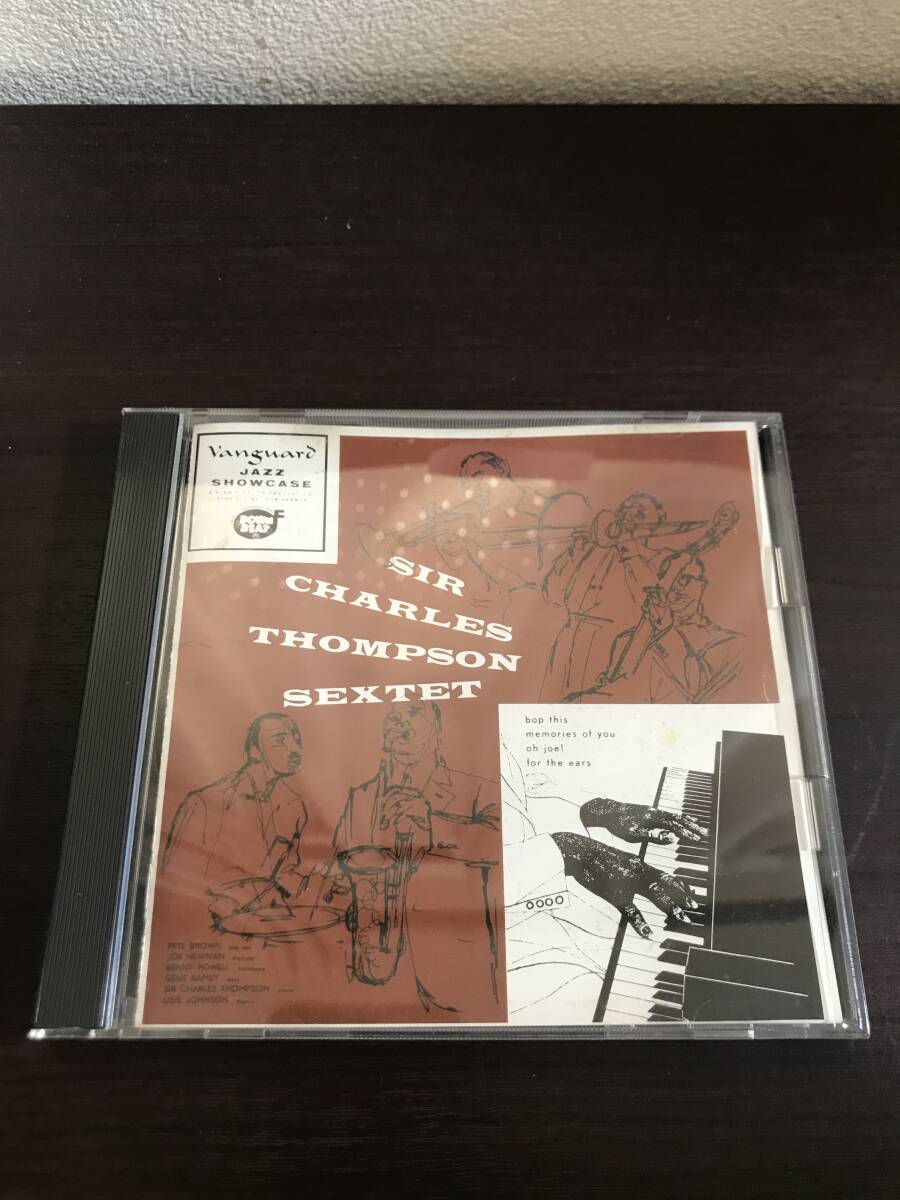 Vanguard
JAZZ
SHOWCASE
SIR
CHARLES
THOMPSON
SEXTET
bop this
memories of you
oh joe!
for the ears
PETE BROWN
JOE NEWMAN
BENNY POWELL
GENE RAMEY
SIR CHARLES THOMPSON
OSIE JOHNSON